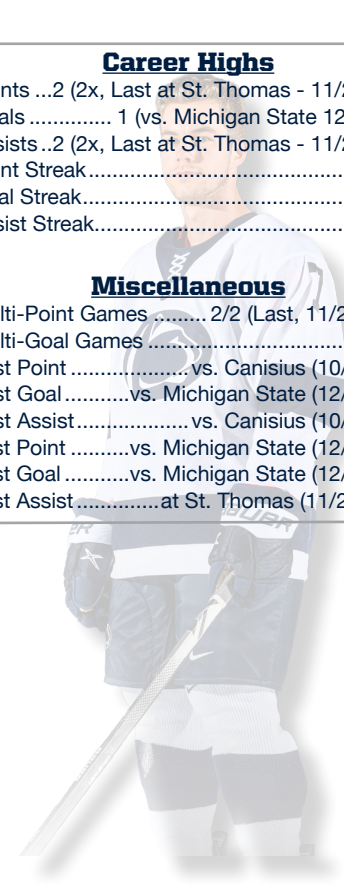 Career Highs
nts ...2 (2x, Last at St. Thomas - 11/2
als .............. 1 (vs. Michigan State 12
sists ..2 (2x, Last at St. Thomas - 11/2
nt Streak
al Streak
sist Streak
Miscellaneous
lti-Point Games ........ 2/2 (Last, 11/2
lti-Goal Games
st Point ................... vs. Canisius (10/
st Goal ...........vs. Michigan State (12/
st Assist ................... vs. Canisius (10/
st Point ..........vs. Michigan State (12/
st Goal ...........vs. Michigan State (12/
st Assist ..............at St. Thomas (11/2